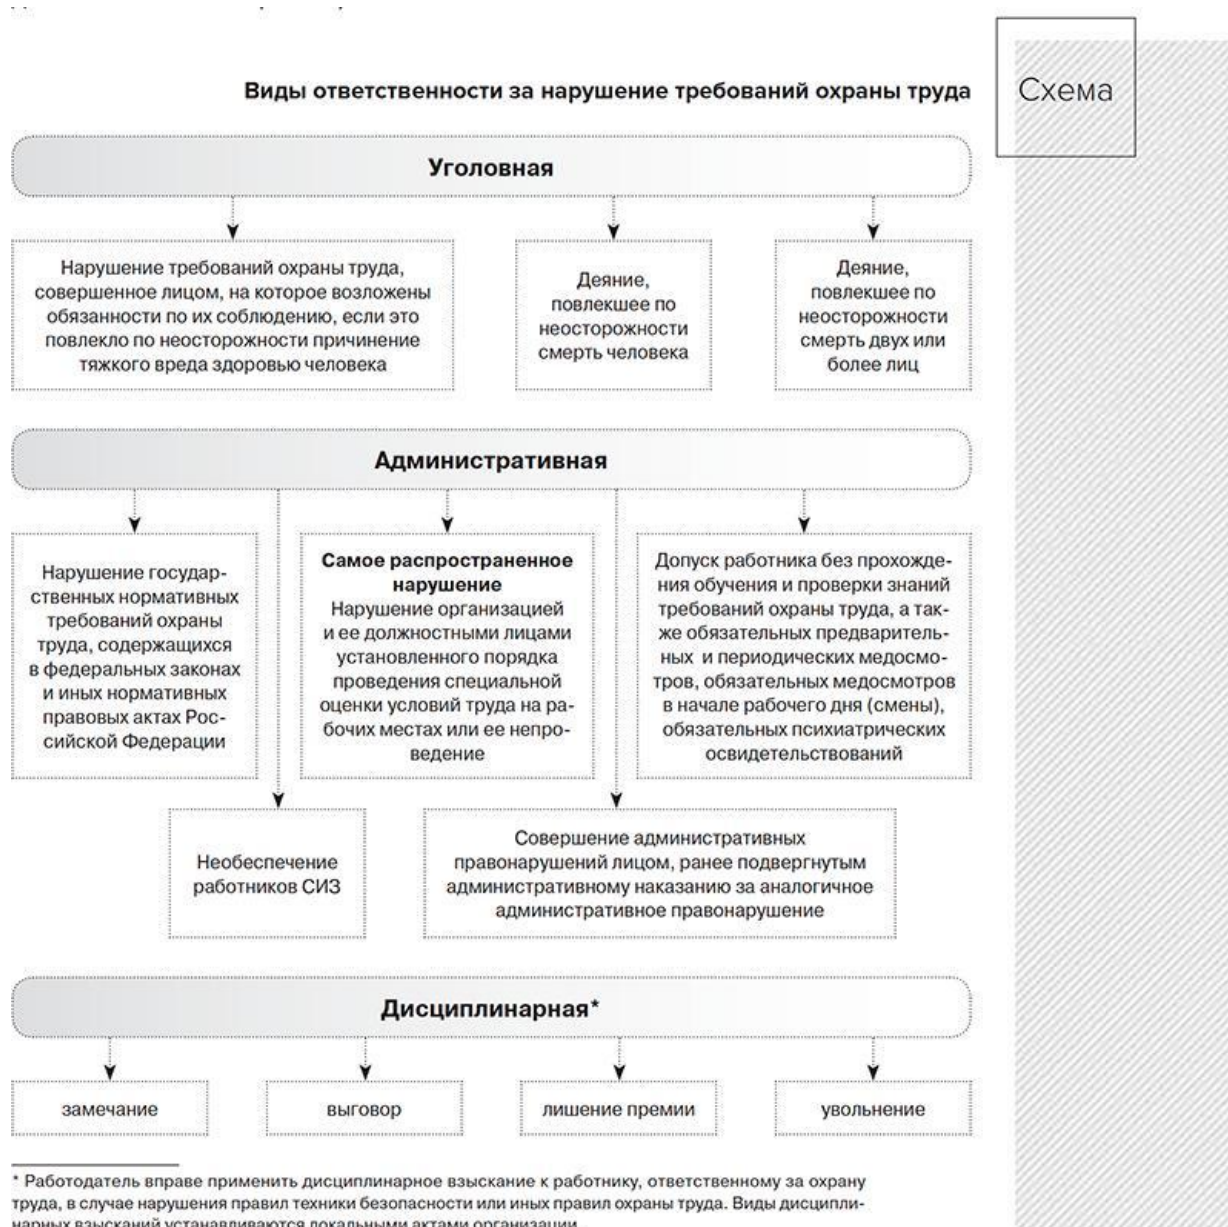 Виды ответственности за нарушение требований охраны труда
Схема
Уголовная
Нарушение требований охраны труда,
совершенное лицом, на которое возложены
обязанности по их соблюдению, если это
повлекло по неосторожности причинение
тяжкого вреда здоровью человека
Деяние,
повлекшее по
неосторожности
смерть человека
Деяние,
повлекшее по
неосторожности
смерть двух или
более лиц
Административная
Нарушение государ-
ственных нормативных
требований охраны
труда, содержащихся
в федеральных законах
и иных нормативных
правовых актах Рос-
сийской Федерации
Самое распространенное
нарушение
Нарушение организацией
и ее должностными лицами
установленного порядка
проведения специальной
оценки условий труда на ра-
бочих местах или ее непро-
ведение
Допуск работника без прохожде-
ния обучения и проверки знаний
требований охраны труда, а так-
же обязательных предваритель-
ных и периодических медосмо-
тров, обязательных медосмотров
в начале рабочего дня (смены),
обязательных психиатрических
освидетельствований
Необеспечение
работников СИЗ
Совершение административных
правонарушений лицом, ранее подвергнутым
административному наказанию за аналогичное
административное правонарушение
Дисциплинарная*
замечание
выговор
лишение премии
увольнение
* Работодатель вправе применить дисциплинарное взыскание к работнику, ответственному за охрану
труда, в случае нарушения правил техники безопасности или иных правил охраны труда. Виды дисципли-
нарных взысканий устанавливаются локальными актами организации